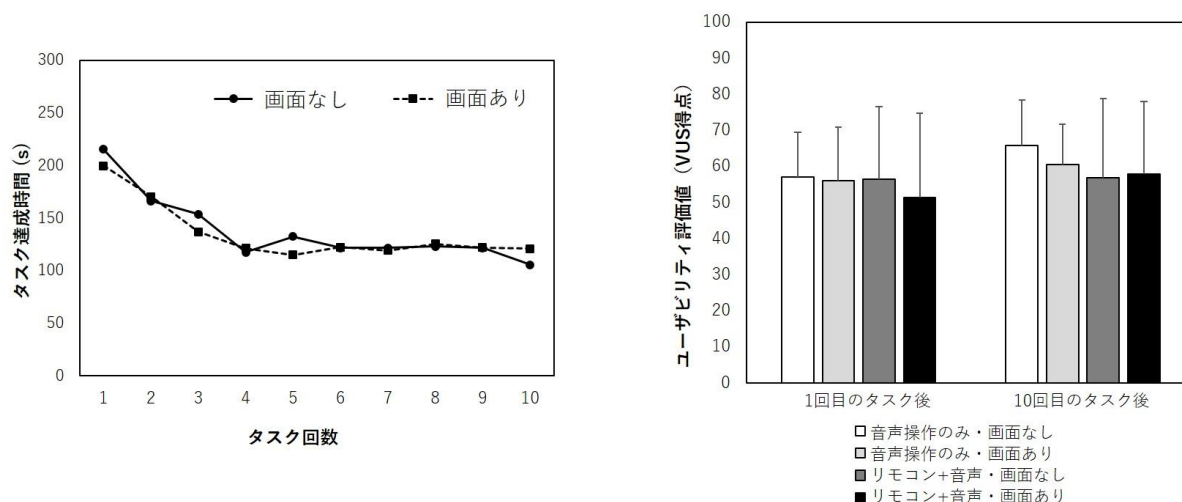 300
250
200
150
100
50
0
タスク達成時間 (s)
画面なし
画面あり
1 2 3 4 5 6 7 8 9 10
タスク回数
100
90
80
70
60
50
40
30
20
10
0
ユーザビリティ評価値（VUS得点）
1回目のタスク後
10回目のタスク後
音声操作のみ・画面なし
音声操作のみ・画面あり
リモコン+音声・画面なし
リモコン+音声・画面あり